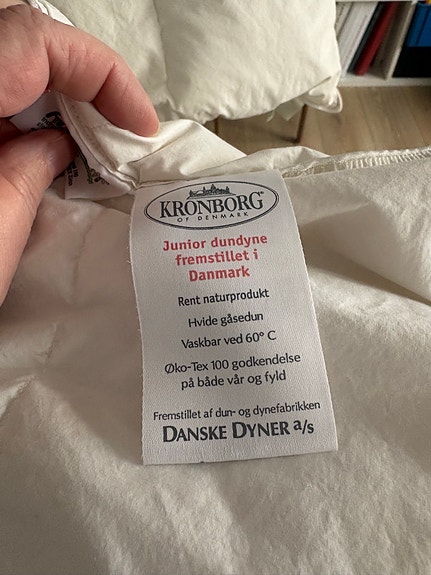 KRONBORG
OF DENMARK
Junior dundyne
fremstillet i
Danmark
Rent naturprodukt
Hvide gåsedun
Vaskbar ved 60° C
Øko-Tex 100 godkendelse
på både vår og fyld
Fremstillet af dun- og dynefabrikken
DANSKE DYNER a/s